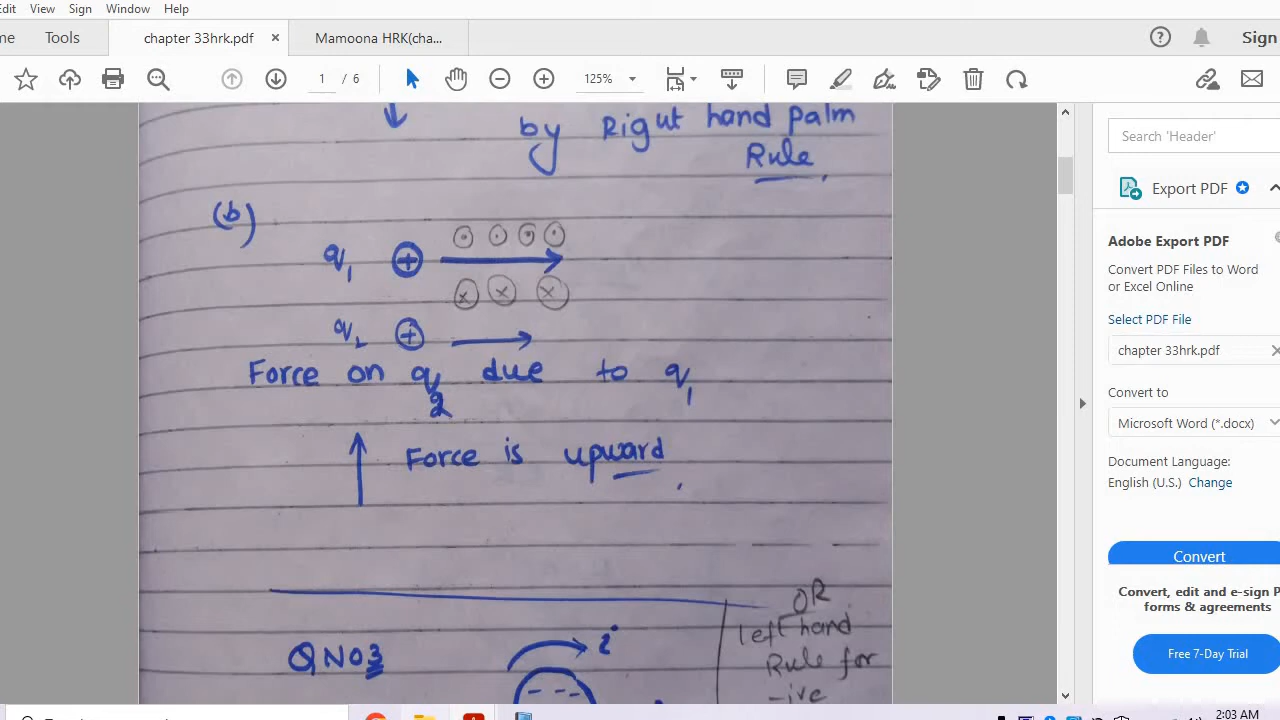 Edit View Sign Window Help
me Tools chapter 33hrk.pdf × Mamoona HRK(cha... ? Sign
1 / 6 125%
by Right hand palm
Rule.
(b)
q1 +
q2 +
Force on q2 due to q1
Force is upward.
OR
left hand
Rule for
-ive
QNO3 i
Search 'Header'
Export PDF
Adobe Export PDF
Convert PDF Files to Word
or Excel Online
Select PDF File
chapter 33hrk.pdf ×
Convert to
Microsoft Word (*.docx)
Document Language:
English (U.S.) Change
Convert
Convert, edit and e-sign P
forms & agreements
Free 7-Day Trial
2:03 AM